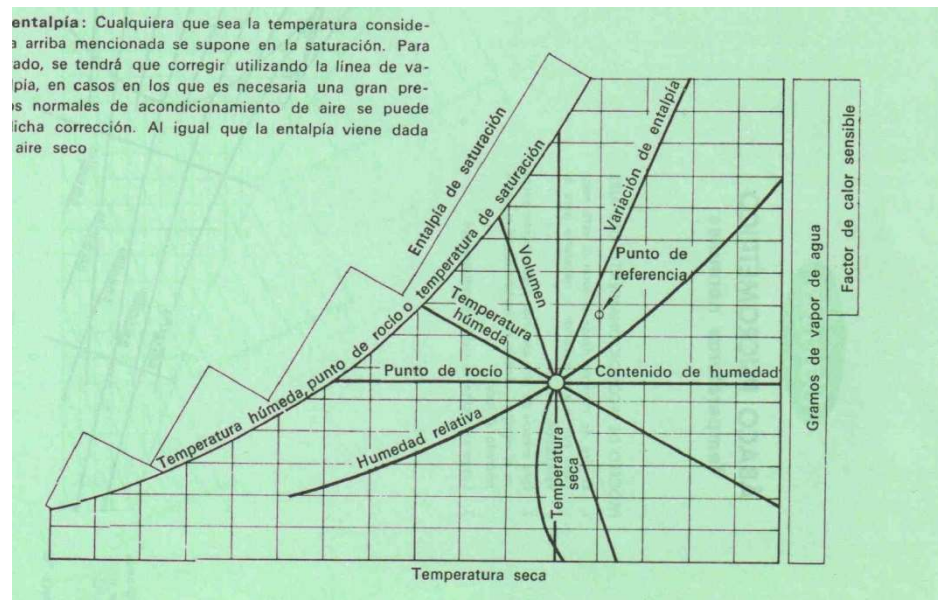 entalpía: Cualquiera que sea la temperatura conside-
a arriba mencionada se supone en la saturación. Para
ado, se tendrá que corregir utilizando la línea de va-
lpía, en casos en los que es necesaria una gran pre-
os normales de acondicionamiento de aire se puede
dicha corrección. Al igual que la entalpía viene dada
aire seco
Entalpía de saturación
Temperatura húmeda, punto de rocío o temperatura de saturación
Variación de entalpía
Volumen
Punto de
referencia
Temperatura
húmeda
Punto de rocío
Contenido de humedad
Humedad relativa
Temperatura
seca
Temperatura seca
Gramos de vapor de agua
Factor de calor sensible